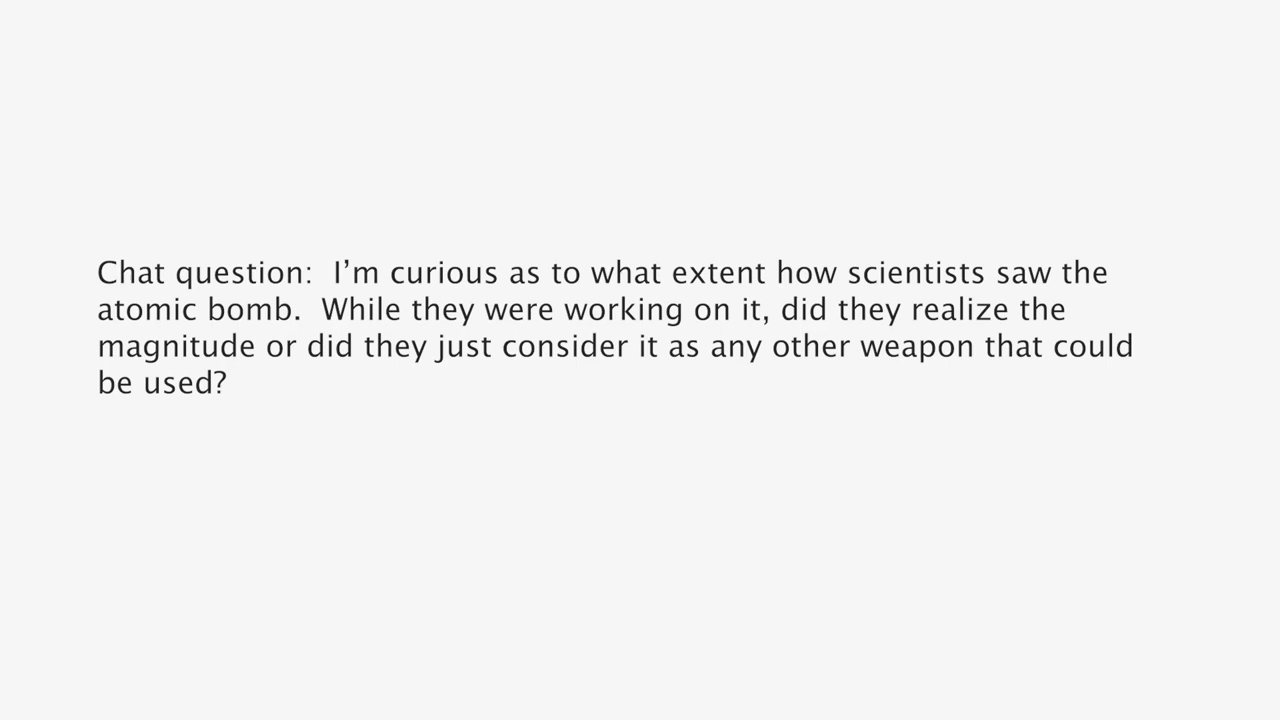 Chat question:  I’m curious as to what extent how scientists saw the
atomic bomb.  While they were working on it, did they realize the
magnitude or did they just consider it as any other weapon that could
be used?